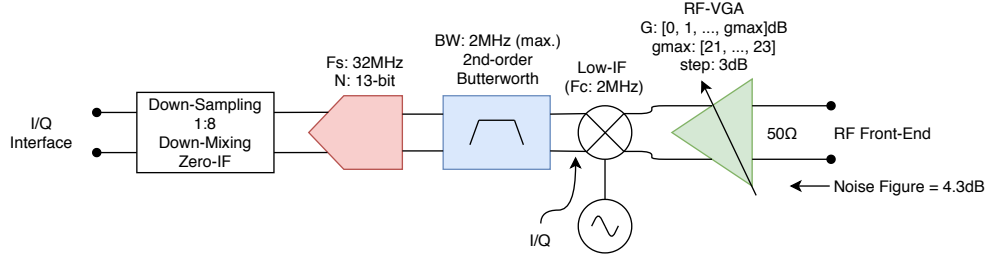 I/Q
Interface
Down-Sampling
1:8
Down-Mixing
Zero-IF
Fs: 32MHz
N: 13-bit
BW: 2MHz (max.)
2nd-order
Butterworth
Low-IF
(Fc: 2MHz)
I/Q
RF-VGA
G: [0, 1, ..., gmax]dB
gmax: [21, ..., 23]
step: 3dB
50Ω
RF Front-End
Noise Figure = 4.3dB